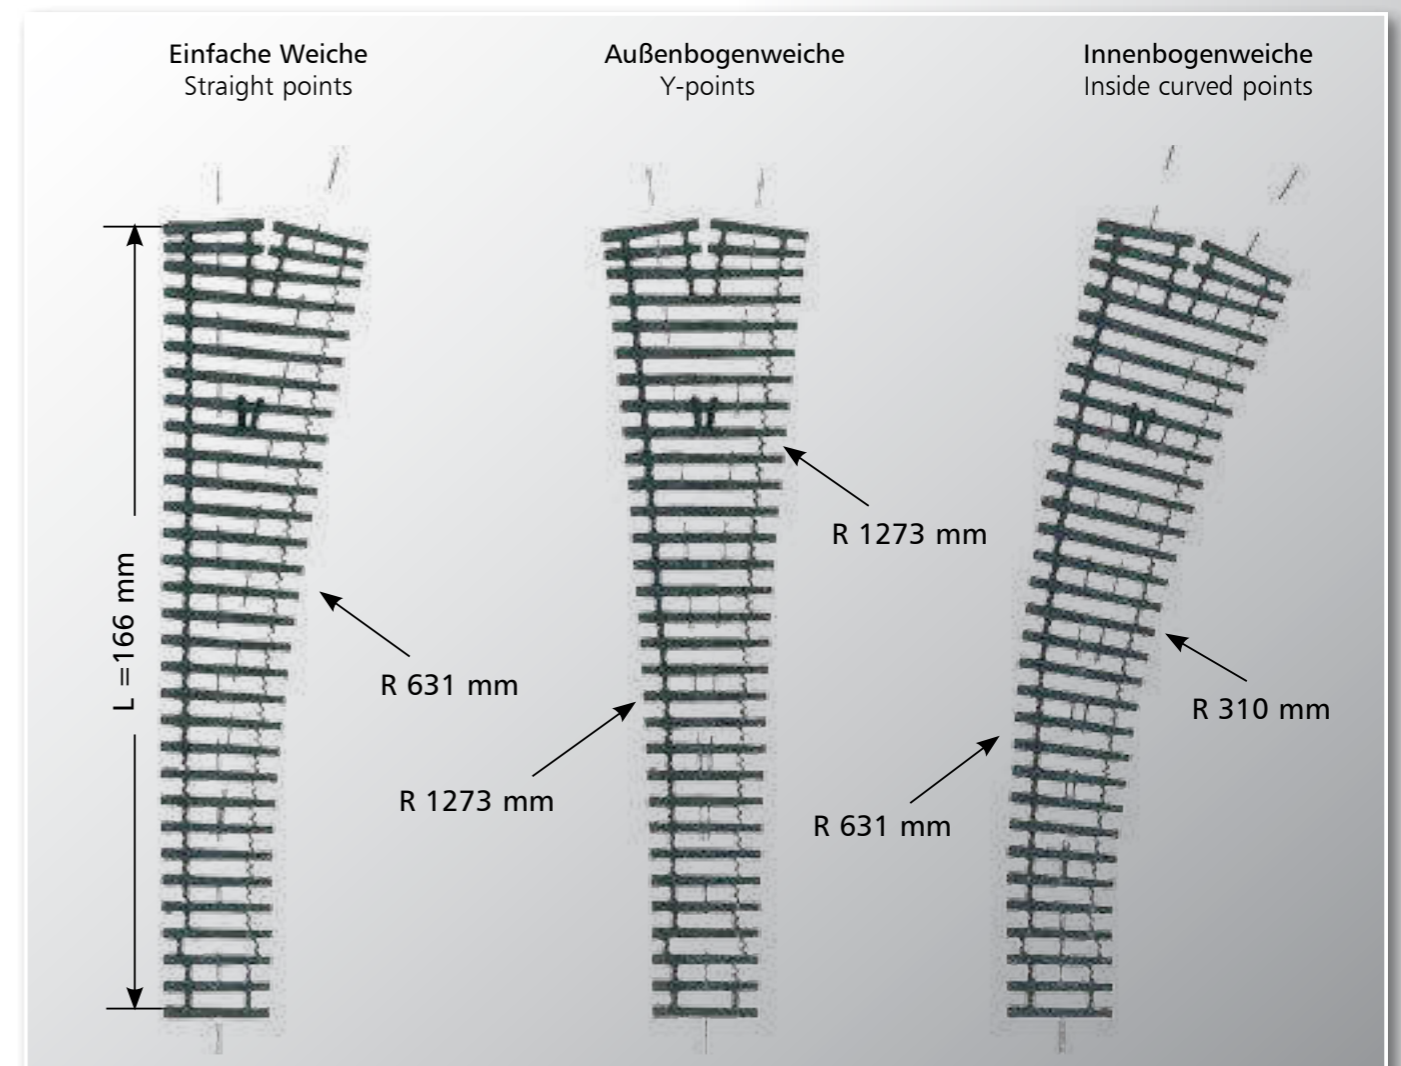 Einfache Weiche
Straight points
Außenbogenweiche
Y-points
Innenbogenweiche
Inside curved points
L =166 mm
R 631 mm
R 1273 mm
R 1273 mm
R 310 mm
R 631 mm